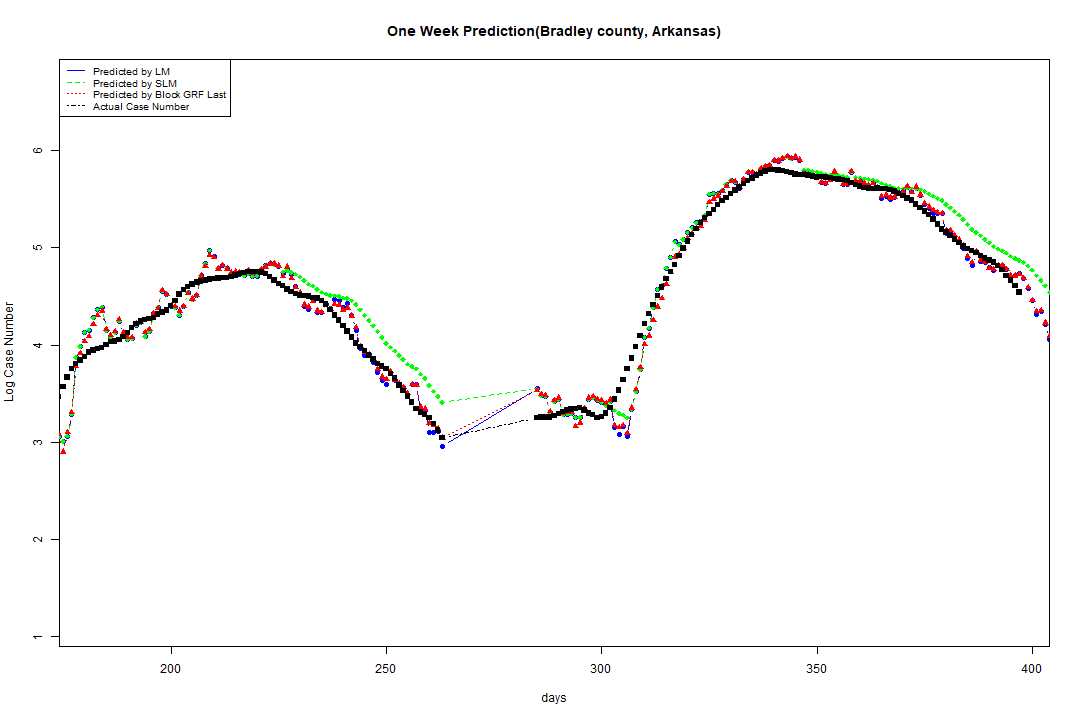 One Week Prediction(Bradley county, Arkansas)
Predicted by LM
Predicted by SLM
Predicted by Block GRF Last
Actual Case Number
Log Case Number
6
5
4
3
2
1
200 250 300 350 400
days